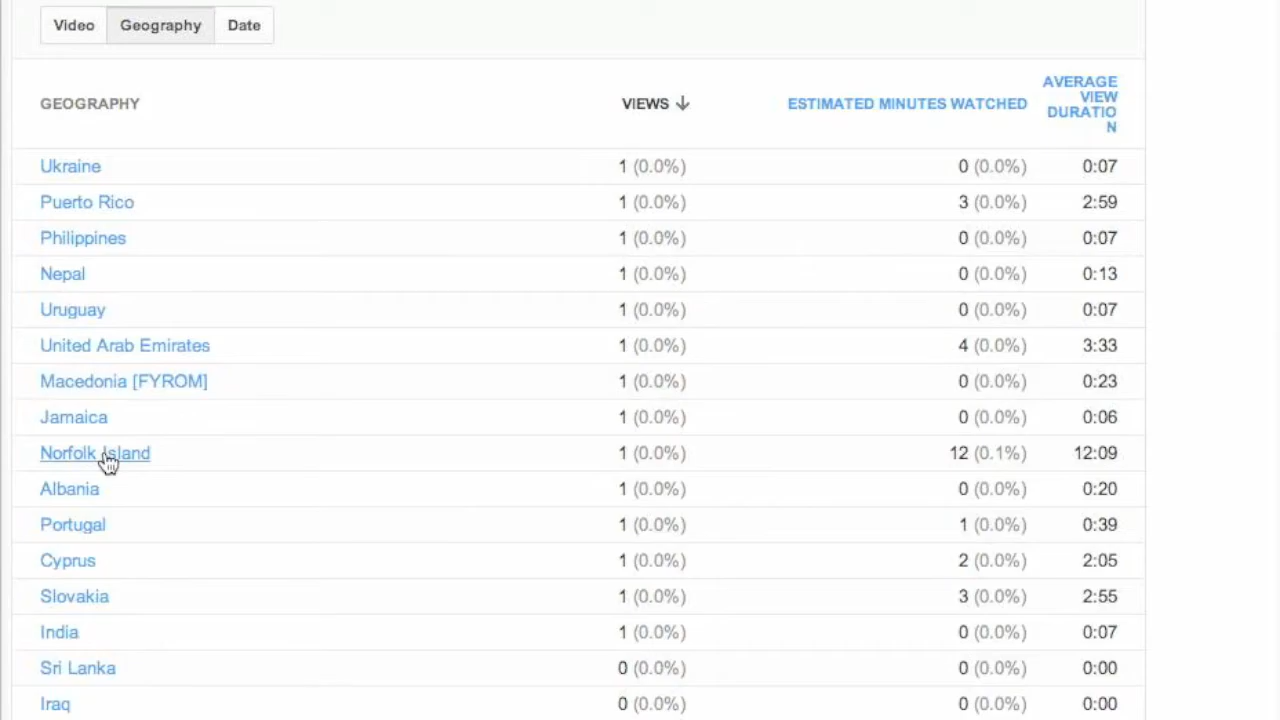 Video Geography Date
GEOGRAPHY VIEWS ESTIMATED MINUTES WATCHED AVERAGE
VIEW
DURATIO
N
Ukraine 1 (0.0%) 0 (0.0%) 0:07
Puerto Rico 1 (0.0%) 3 (0.0%) 2:59
Philippines 1 (0.0%) 0 (0.0%) 0:07
Nepal 1 (0.0%) 0 (0.0%) 0:13
Uruguay 1 (0.0%) 0 (0.0%) 0:07
United Arab Emirates 1 (0.0%) 4 (0.0%) 3:33
Macedonia [FYROM] 1 (0.0%) 0 (0.0%) 0:23
Jamaica 1 (0.0%) 0 (0.0%) 0:06
Norfolk Island 1 (0.0%) 12 (0.1%) 12:09
Albania 1 (0.0%) 0 (0.0%) 0:20
Portugal 1 (0.0%) 1 (0.0%) 0:39
Cyprus 1 (0.0%) 2 (0.0%) 2:05
Slovakia 1 (0.0%) 3 (0.0%) 2:55
India 1 (0.0%) 0 (0.0%) 0:07
Sri Lanka 0 (0.0%) 0 (0.0%) 0:00
Iraq 0 (0.0%) 0 (0.0%) 0:00